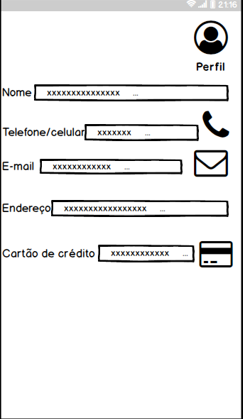 21:16
Perfil
Nome xxxxxxxxxxxxxxx ...
Telefone/celular xxxxxxx ...
E-mail xxxxxxxxxxxx ...
Endereço xxxxxxxxxxxxxxxxx ...
Cartão de crédito xxxxxxxxxxxx ...